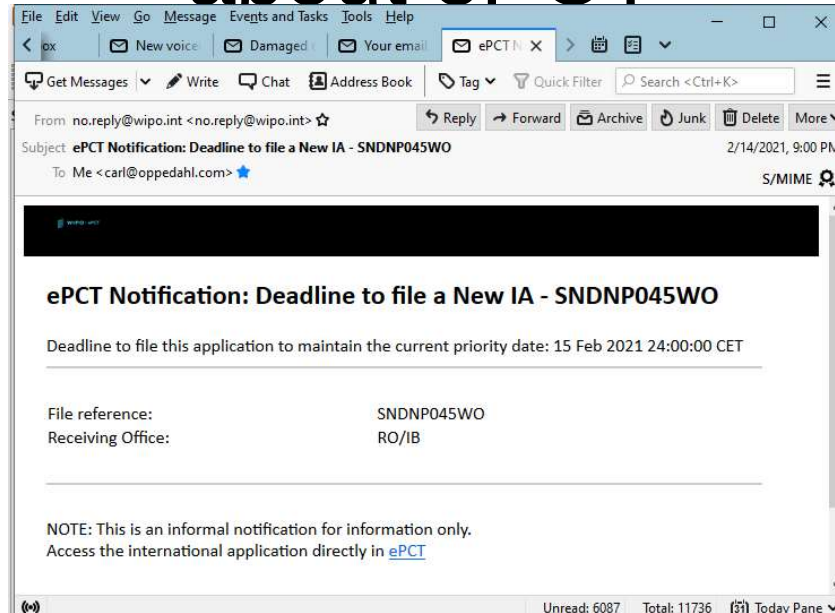 File Edit View Go Message Events and Tasks Tools Help
ox New voice Damaged Your email ePCT N
Get Messages Write Chat Address Book Tag Quick Filter Search <Ctrl+K>
From no.reply@wipo.int <no.reply@wipo.int> Reply Forward Archive Junk Delete More
Subject ePCT Notification: Deadline to file a New IA - SNDNP045WO 2/14/2021, 9:00 PM
To Me <carl@oppedahl.com> S/MIME
WIPO ePCT
ePCT Notification: Deadline to file a New IA - SNDNP045WO
Deadline to file this application to maintain the current priority date: 15 Feb 2021 24:00:00 CET
File reference: SNDNP045WO
Receiving Office: RO/IB
NOTE: This is an informal notification for information only.
Access the international application directly in ePCT
Unread: 6087 Total: 11736 31 Today Pane